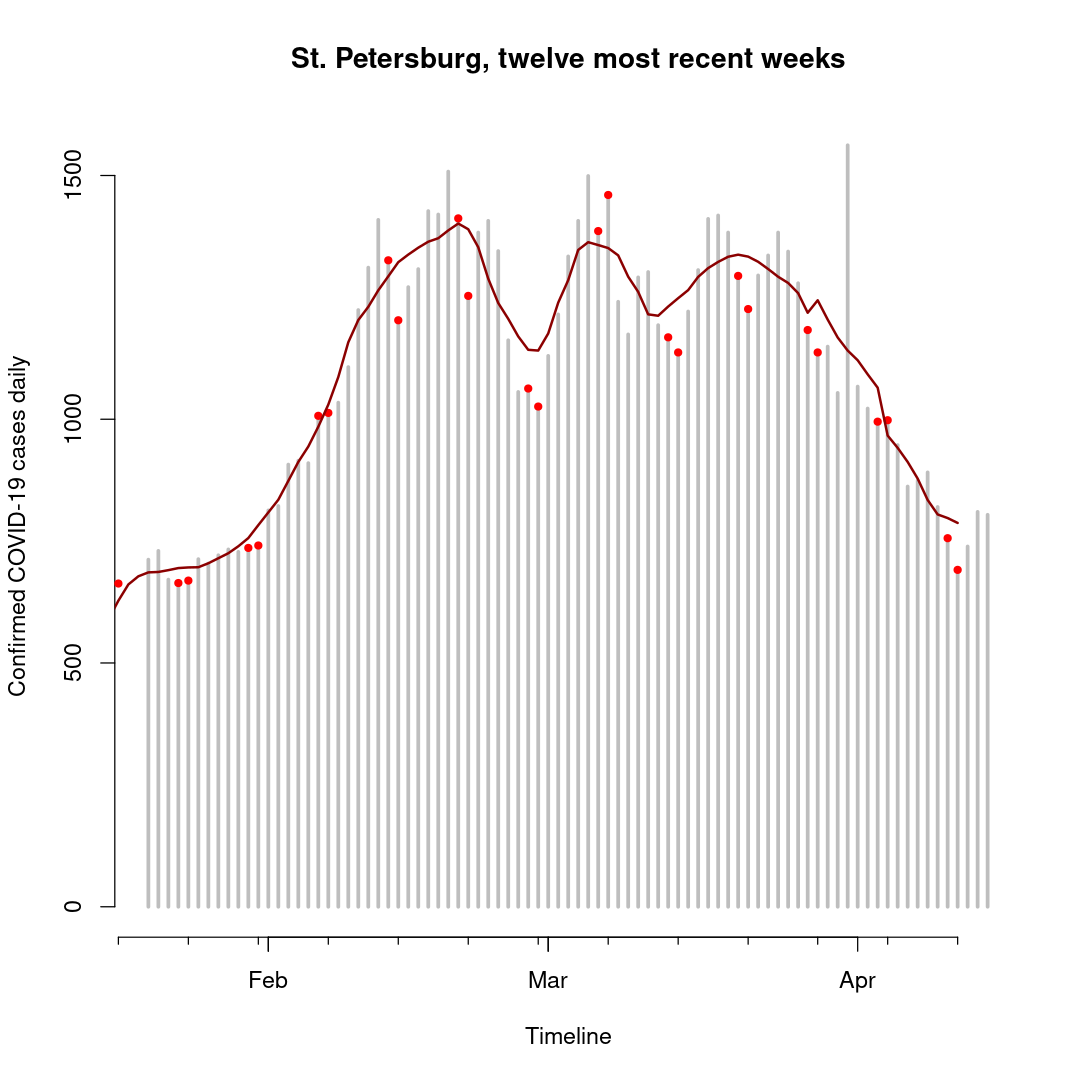 St. Petersburg, twelve most recent weeks
Confirmed COVID-19 cases daily
1500
1000
500
0
Feb Mar Apr
Timeline